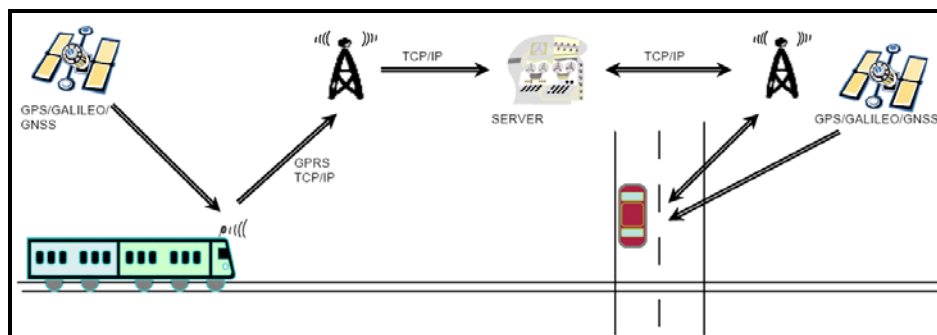 TCP/IP
TCP/IP
GPS/GALILEO/
GNSS
SERVER
GPS/GALILEO/GNSS
GPRS
TCP/IP